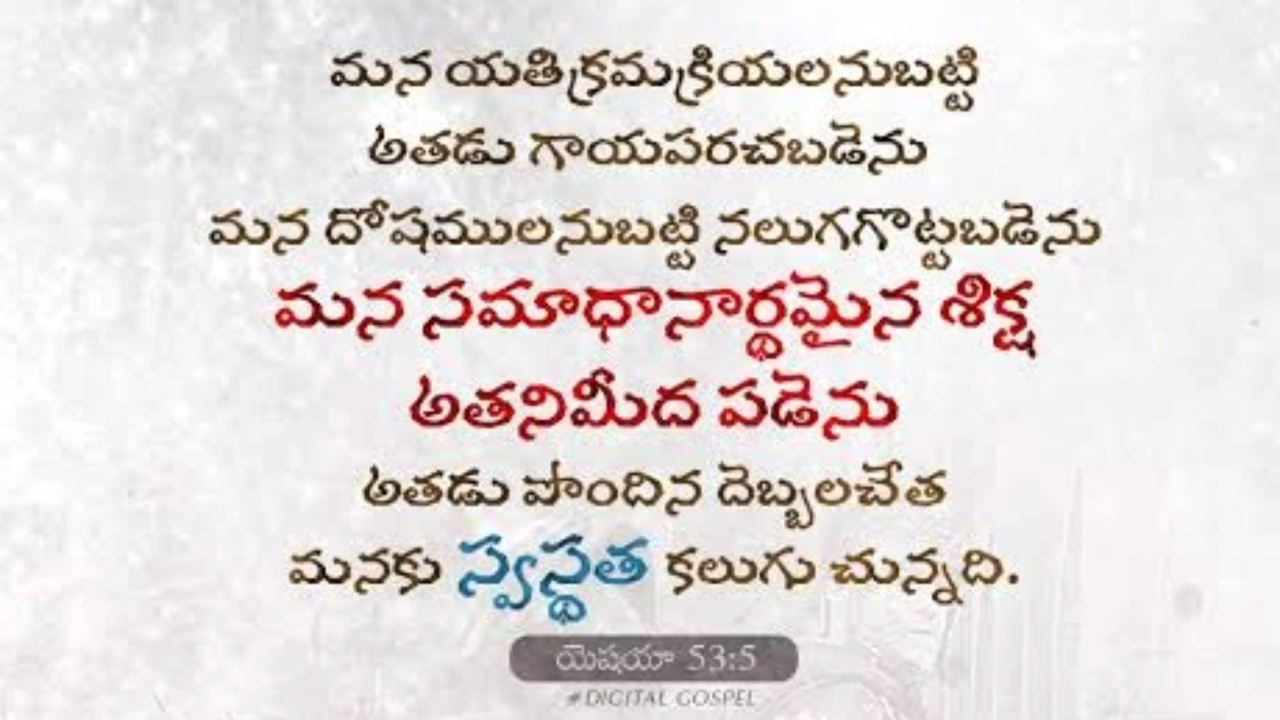 మన యతిక్రమక్రియలనుబట్టి
అతడు గాయపరచబడెను
మన దోషములనుబట్టి నలుగగొట్టబడెను
మన సమాధానార్థమైన శిక్ష
అతనిమీద పడెను
అతడు పొందిన దెబ్బలచేత
మనకు స్వస్థత కలుగు చున్నది.
యెషయా 53:5
#DIGITAL GOSPEL